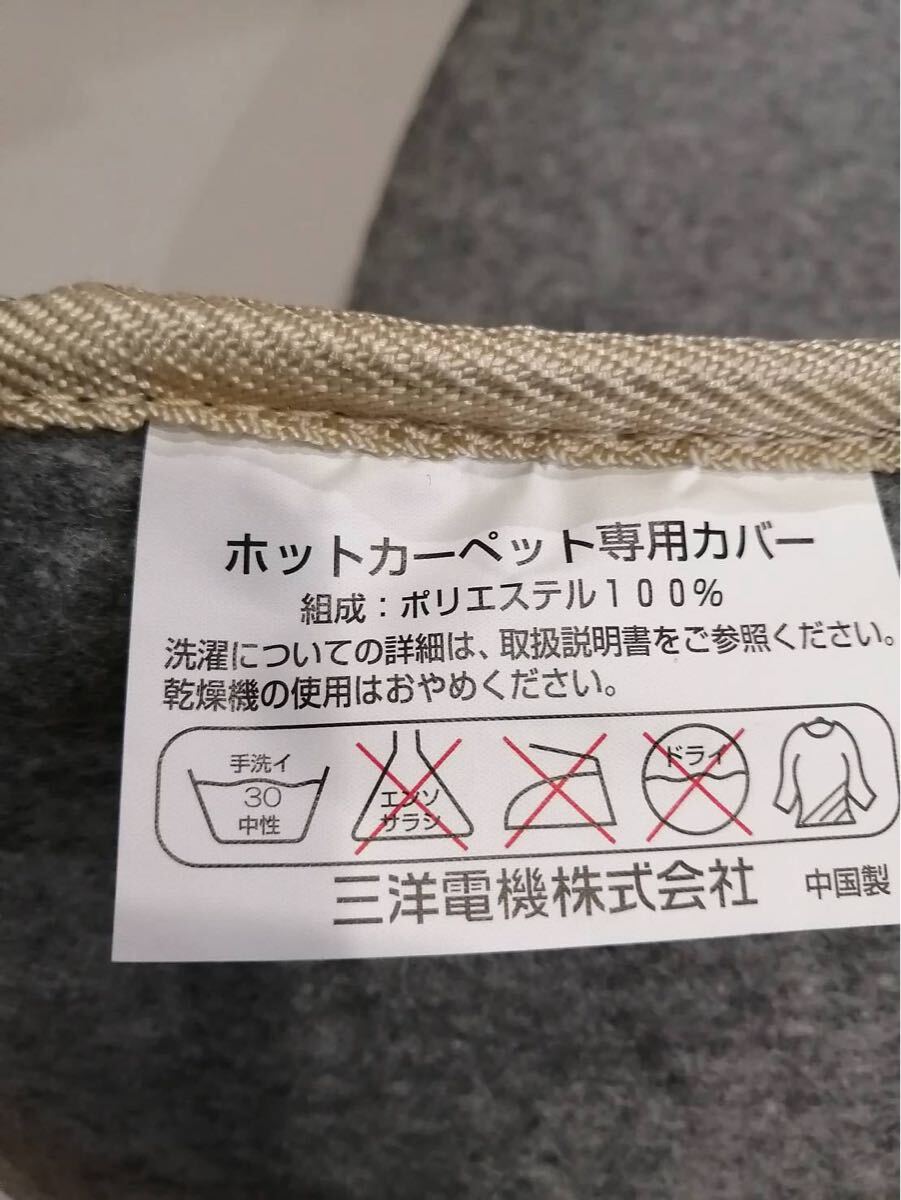 ホットカーペット専用カバー
組成：ポリエステル１００％
洗濯についての詳細は、取扱説明書をご参照ください。
乾燥機の使用はおやめください。
手洗イ
30
中性
エンソ
サラシ
ドライ
三洋電機株式会社
中国製